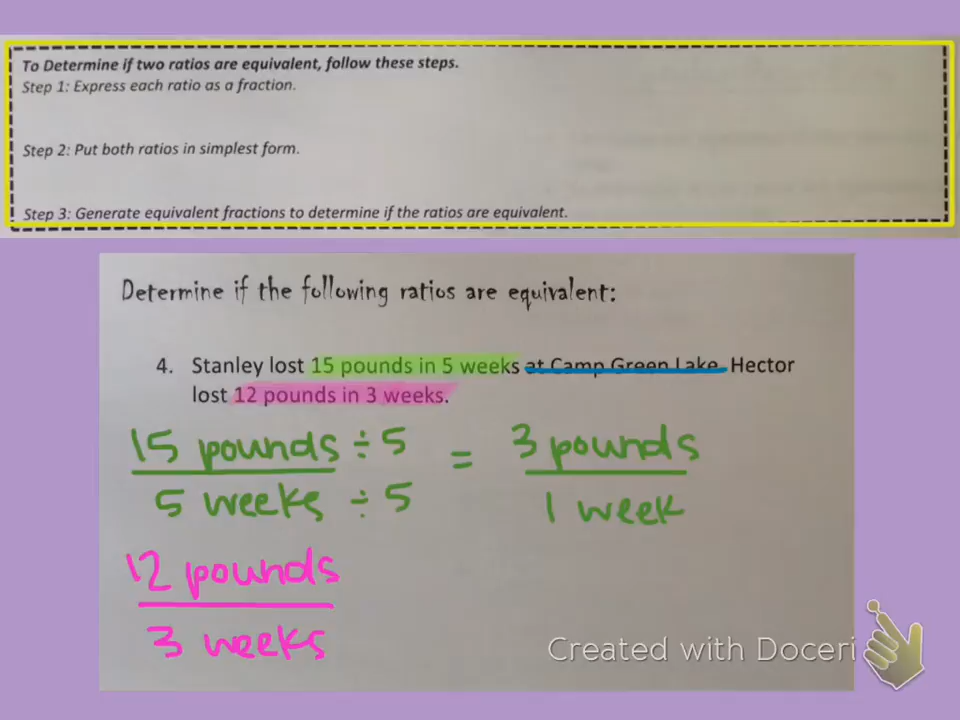 To Determine if two ratios are equivalent, follow these steps.
Step 1: Express each ratio as a fraction.
Step 2: Put both ratios in simplest form.
Step 3: Generate equivalent fractions to determine if the ratios are equivalent.
Determine if the following ratios are equivalent:
4. Stanley lost 15 pounds in 5 weeks at Camp Green Lake. Hector
lost 12 pounds in 3 weeks.
15 pounds ÷ 5 = 3 pounds
5 weeks ÷ 5 1 week
12 pounds
3 weeks
Created with Doceri